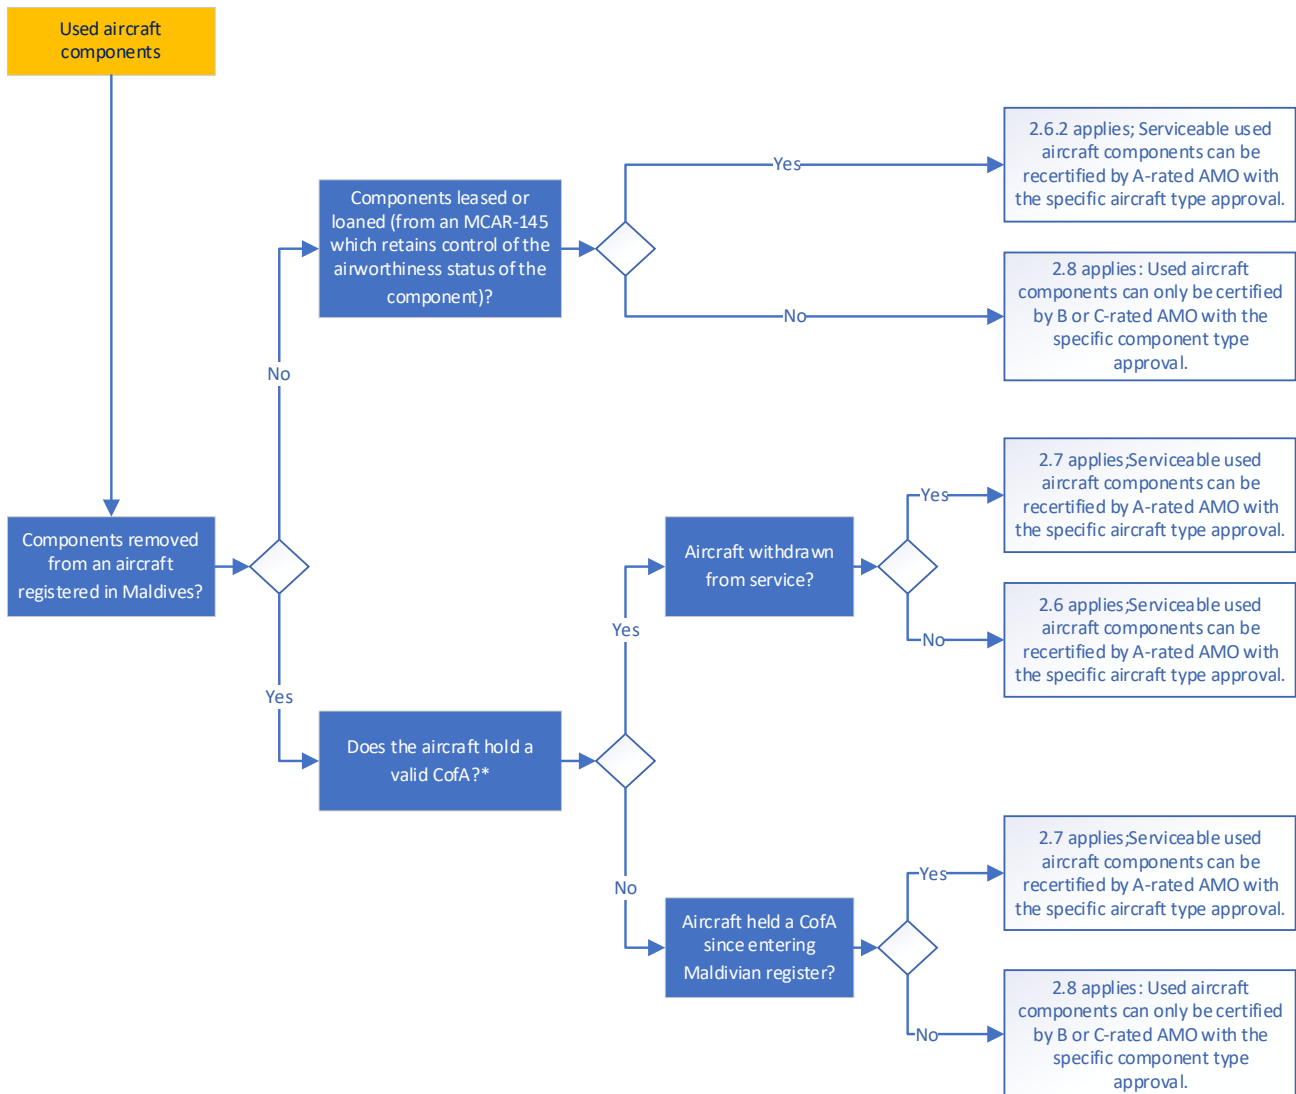 Used aircraft
components
Components removed
from an aircraft
registered in Maldives?
No
Yes
Components leased or
loaned (from an MCAR-145
which retains control of the
airworthiness status of the
component)?
Yes
No
2.6.2 applies; Serviceable used
aircraft components can be
recertified by A-rated AMO with
the specific aircraft type approval.
2.8 applies: Used aircraft
components can only be certified
by B or C-rated AMO with the
specific component type
approval.
Does the aircraft hold a
valid CofA?*
Yes
No
Aircraft withdrawn
from service?
Yes
No
2.7 applies;Serviceable used
aircraft components can be
recertified by A-rated AMO with
the specific aircraft type approval.
2.6 applies;Serviceable used
aircraft components can be
recertified by A-rated AMO with
the specific aircraft type approval.
Aircraft held a CofA
since entering
Maldivian register?
Yes
No
2.7 applies;Serviceable used
aircraft components can be
recertified by A-rated AMO with
the specific aircraft type approval.
2.8 applies: Used aircraft
components can only be certified
by B or C-rated AMO with the
specific component type
approval.